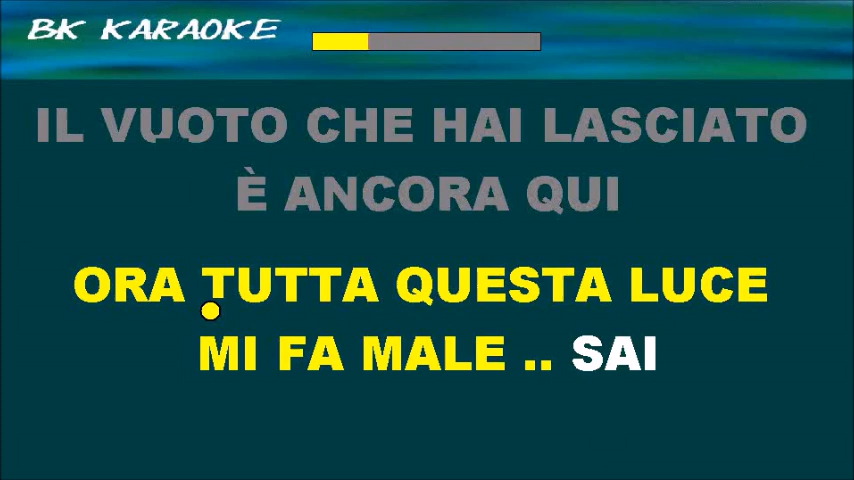 BK KARAOKE
IL VUOTO CHE HAI LASCIATO
È ANCORA QUI
ORA TUTTA QUESTA LUCE
MI FA MALE .. SAI